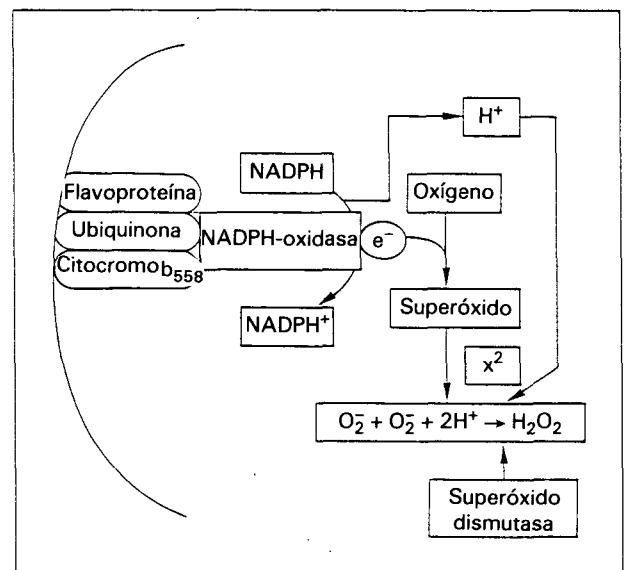 H⁺
NADPH
Oxígeno
Flavoproteína
Ubiquinona
NADPH-oxidasa
e⁻
Citocromo b₅₅₈
Superóxido
NADPH⁺
x²
O₂⁻ + O₂⁻ + 2H⁺ → H₂O₂
Superóxido
dismutasa